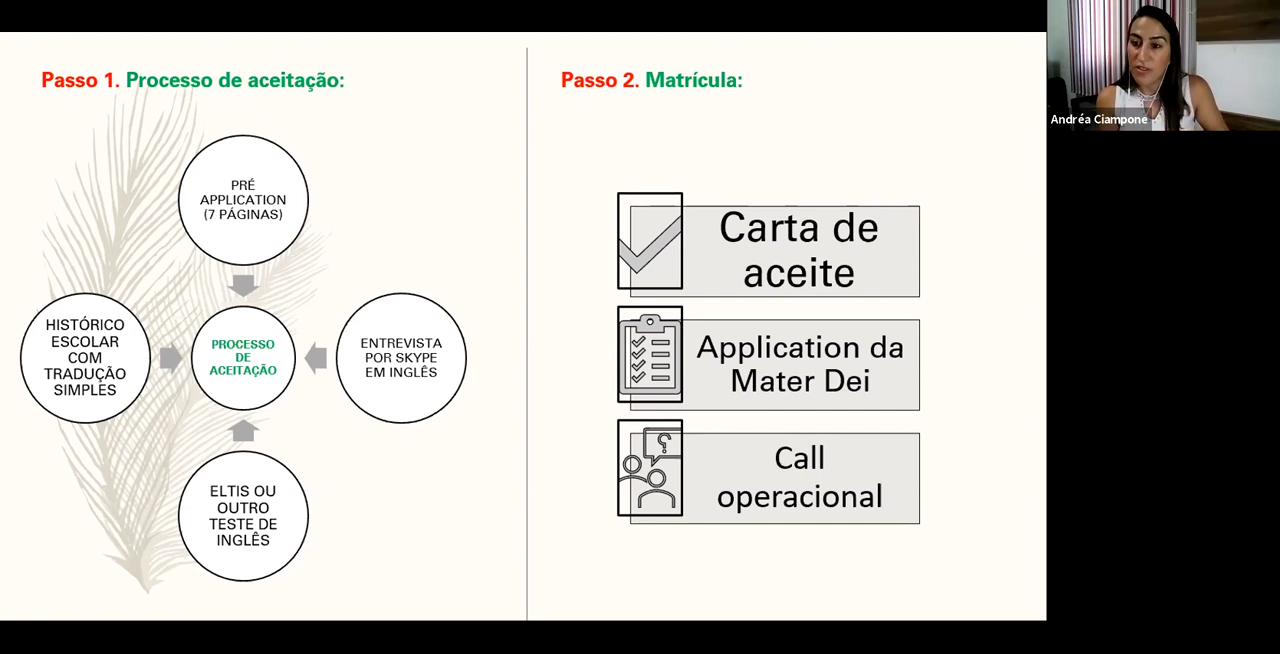 Passo 1. Processo de aceitação:
PRÉ
APPLICATION
(7 PÁGINAS)
HISTÓRICO
ESCOLAR
COM
TRADUÇÃO
SIMPLES
PROCESSO
DE
ACEITAÇÃO
ENTREVISTA
POR SKYPE
EM INGLÊS
ELTIS OU
OUTRO
TESTE DE
INGLÊS
Passo 2. Matrícula:
Carta de
aceite
Application da
Mater Dei
?
Call
operacional
Andréa Ciampone